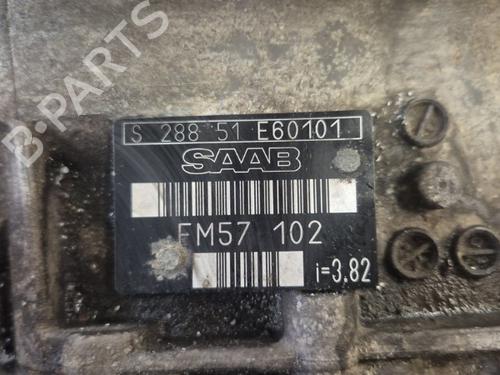 B-PARTS
S 288 51 E60101
SAAB
FM57 102
i=3.82